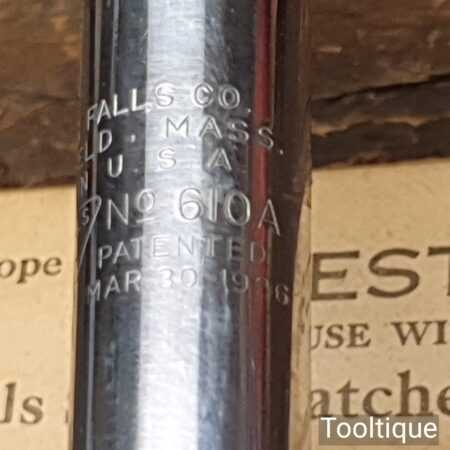 FALLS CO.
LD. MASS.
N U S A
S No 610A
PATENTED
MAR 30 1926
ope
EST
USE WI
ls
atche
Tooltique